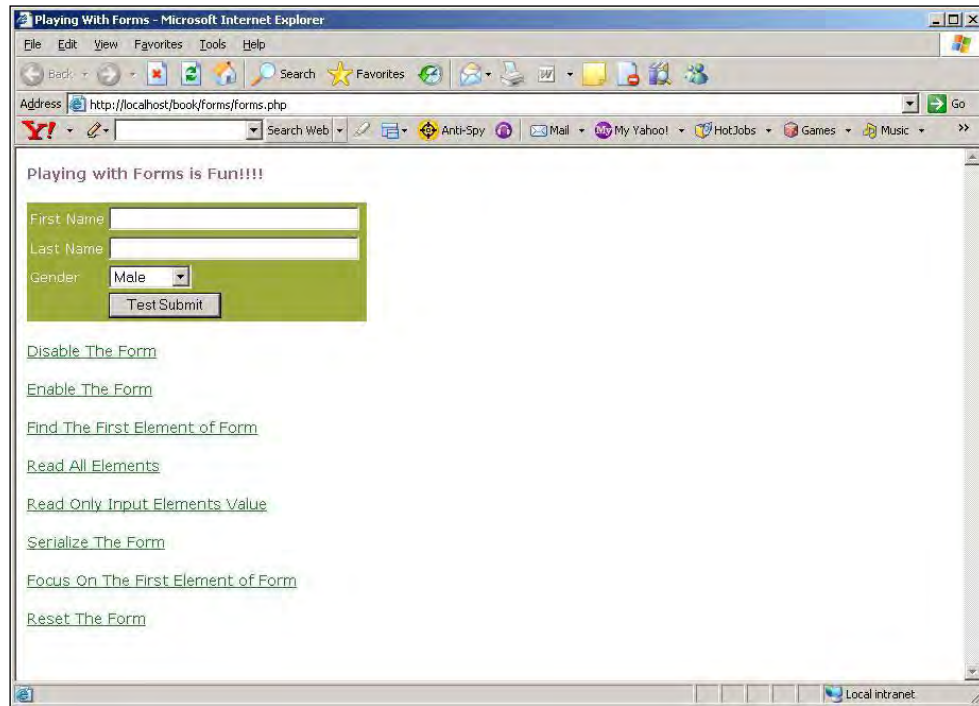 Playing With Forms - Microsoft Internet Explorer
File Edit View Favorites Tools Help
Back Search Favorites
Address http://localhost/book/forms/forms.php Go
Y! Search Web Anti-Spy Mail My My Yahoo! HotJobs Games Music »
Playing with Forms is Fun!!!!
First Name
Last Name
Gender Male
Test Submit
Disable The Form
Enable The Form
Find The First Element of Form
Read All Elements
Read Only Input Elements Value
Serialize The Form
Focus On The First Element of Form
Reset The Form
Local intranet